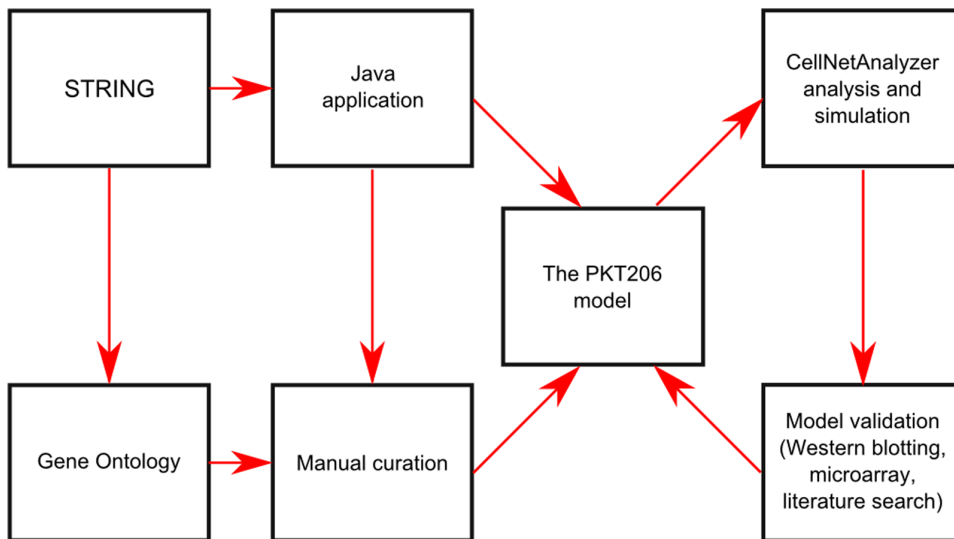 STRING
Java
application
CellNetAnalyzer
analysis and
simulation
The PKT206
model
Gene Ontology
Manual curation
Model validation
(Western blotting,
microarray,
literature search)